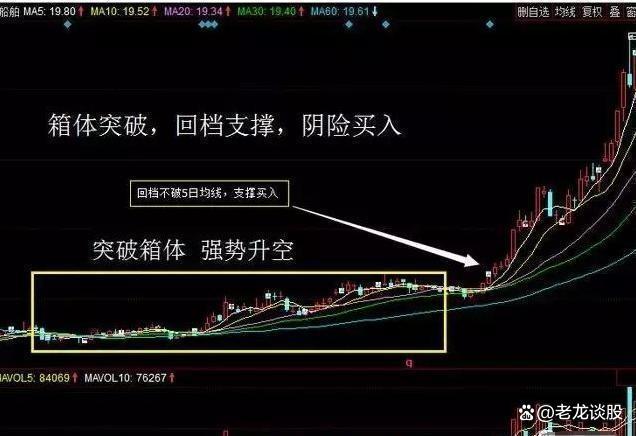 船舶 MA5: 19.80↑ MA10: 19.52↑ MA20: 19.34↑ MA30: 19.40↑ MA60: 19.61↓ 删自选 均线 复权 叠 窗
箱体突破，回档支撑，阴险买入
回档不破5日均线，支撑买入
突破箱体 强势升空
q
MAVOL5: 84069↑ MAVOL10: 76267↑
老龙谈股